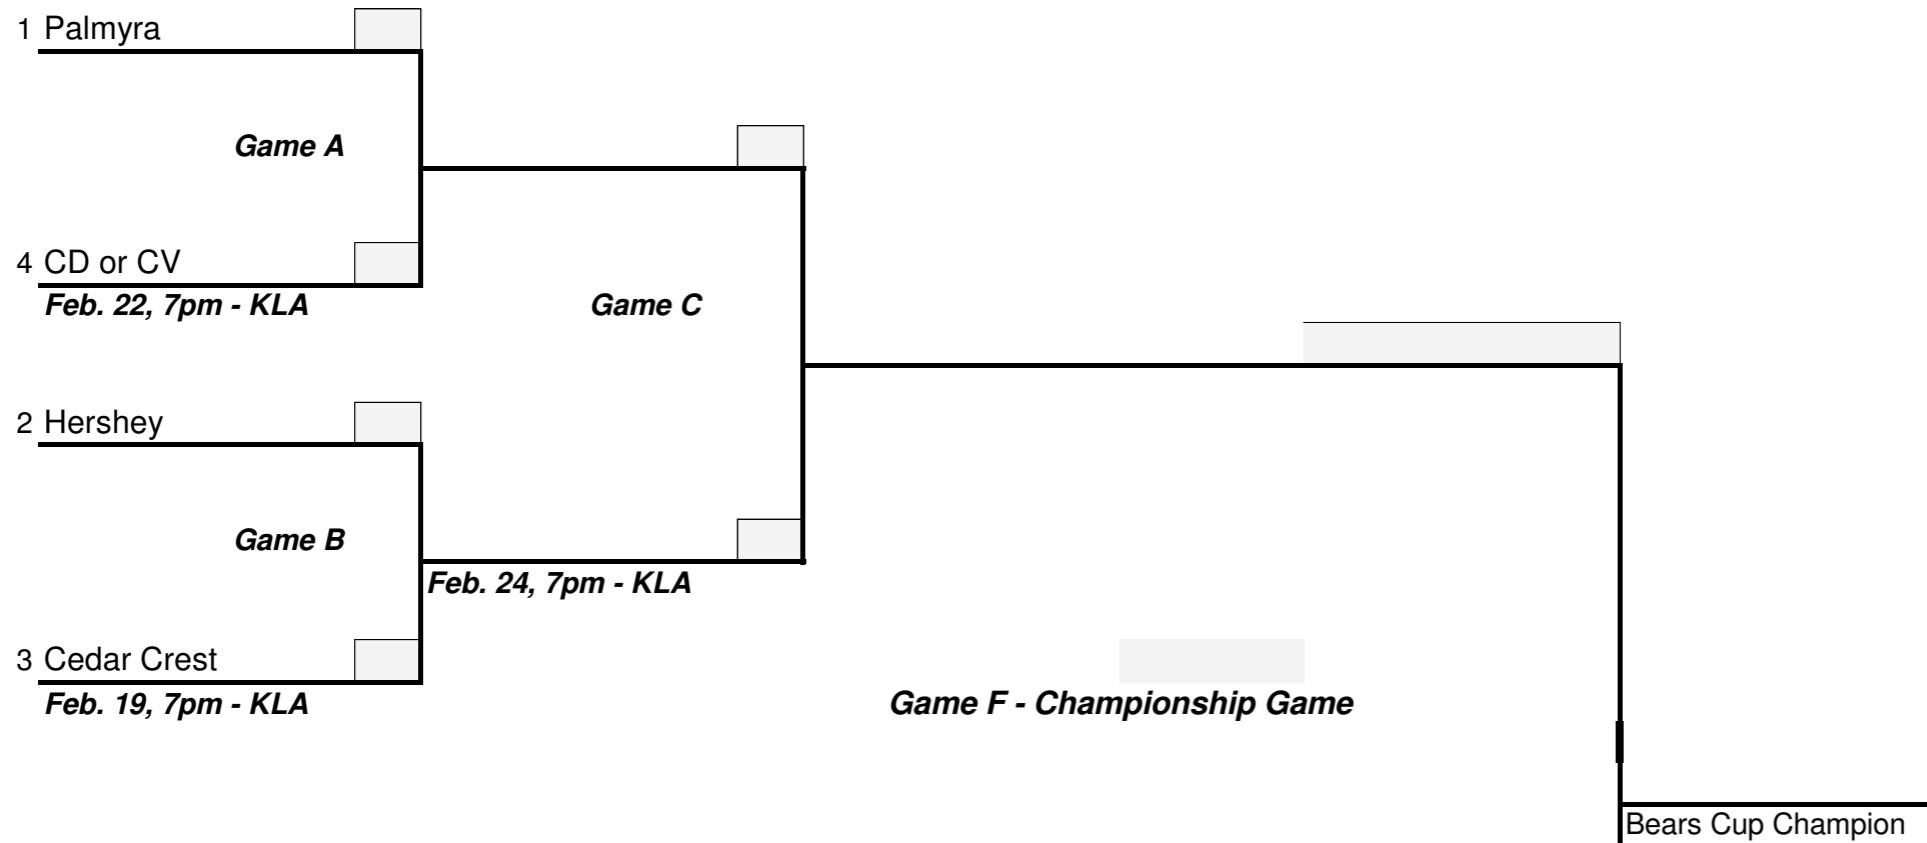 1 Palmyra
Game A
4 CD or CV
Feb. 22, 7pm - KLA
Game C
2 Hershey
Game B
Feb. 24, 7pm - KLA
3 Cedar Crest
Feb. 19, 7pm - KLA
Game F - Championship Game
Bears Cup Champion